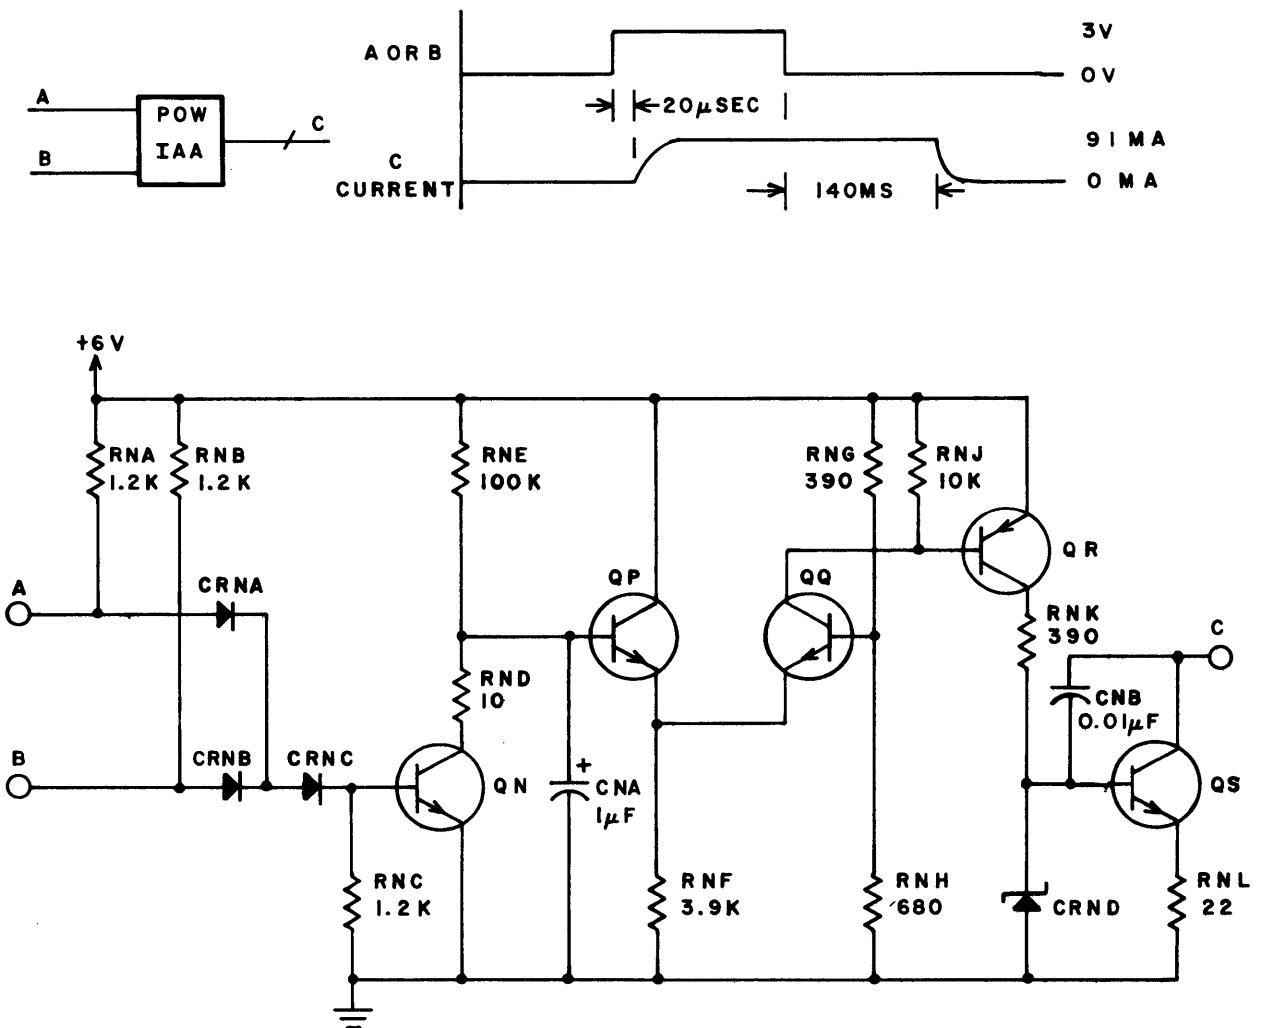 A OR B
3V
0V
20μSEC
A
B
POW
IAA
C
C
CURRENT
91MA
0 MA
140MS
+6V
RNA
1.2K
RNB
1.2K
RNE
100K
RNG
390
RNJ
10K
QR
A
CRNA
QP
QQ
RNK
390
C
RND
10
CNB
0.01μF
B
CRNB
CRNC
QN
+
CNA
1μF
QS
RNC
1.2K
RNF
3.9K
RNH
680
CRND
RNL
22